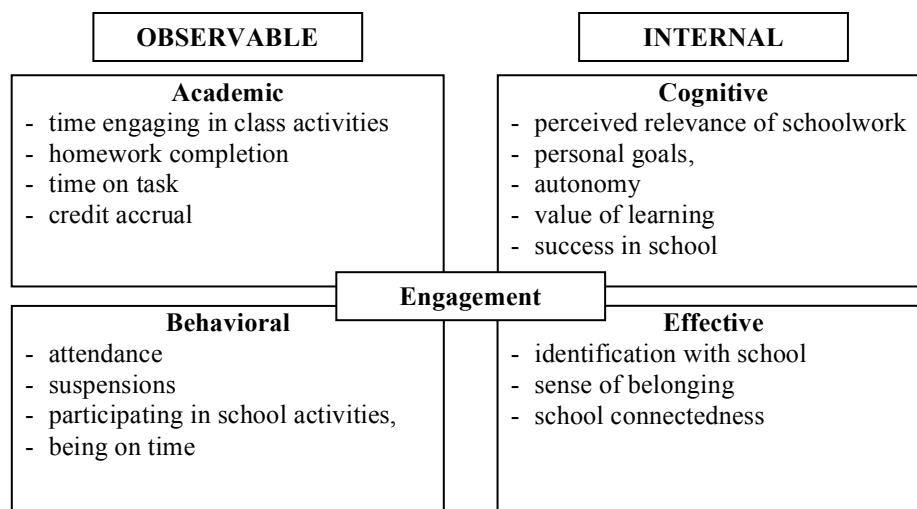 OBSERVABLE
INTERNAL
Academic
- time engaging in class activities
- homework completion
- time on task
- credit accrual
Cognitive
- perceived relevance of schoolwork
- personal goals,
- autonomy
- value of learning
- success in school
Engagement
Behavioral
- attendance
- suspensions
- participating in school activities,
- being on time
Effective
- identification with school
- sense of belonging
- school connectedness